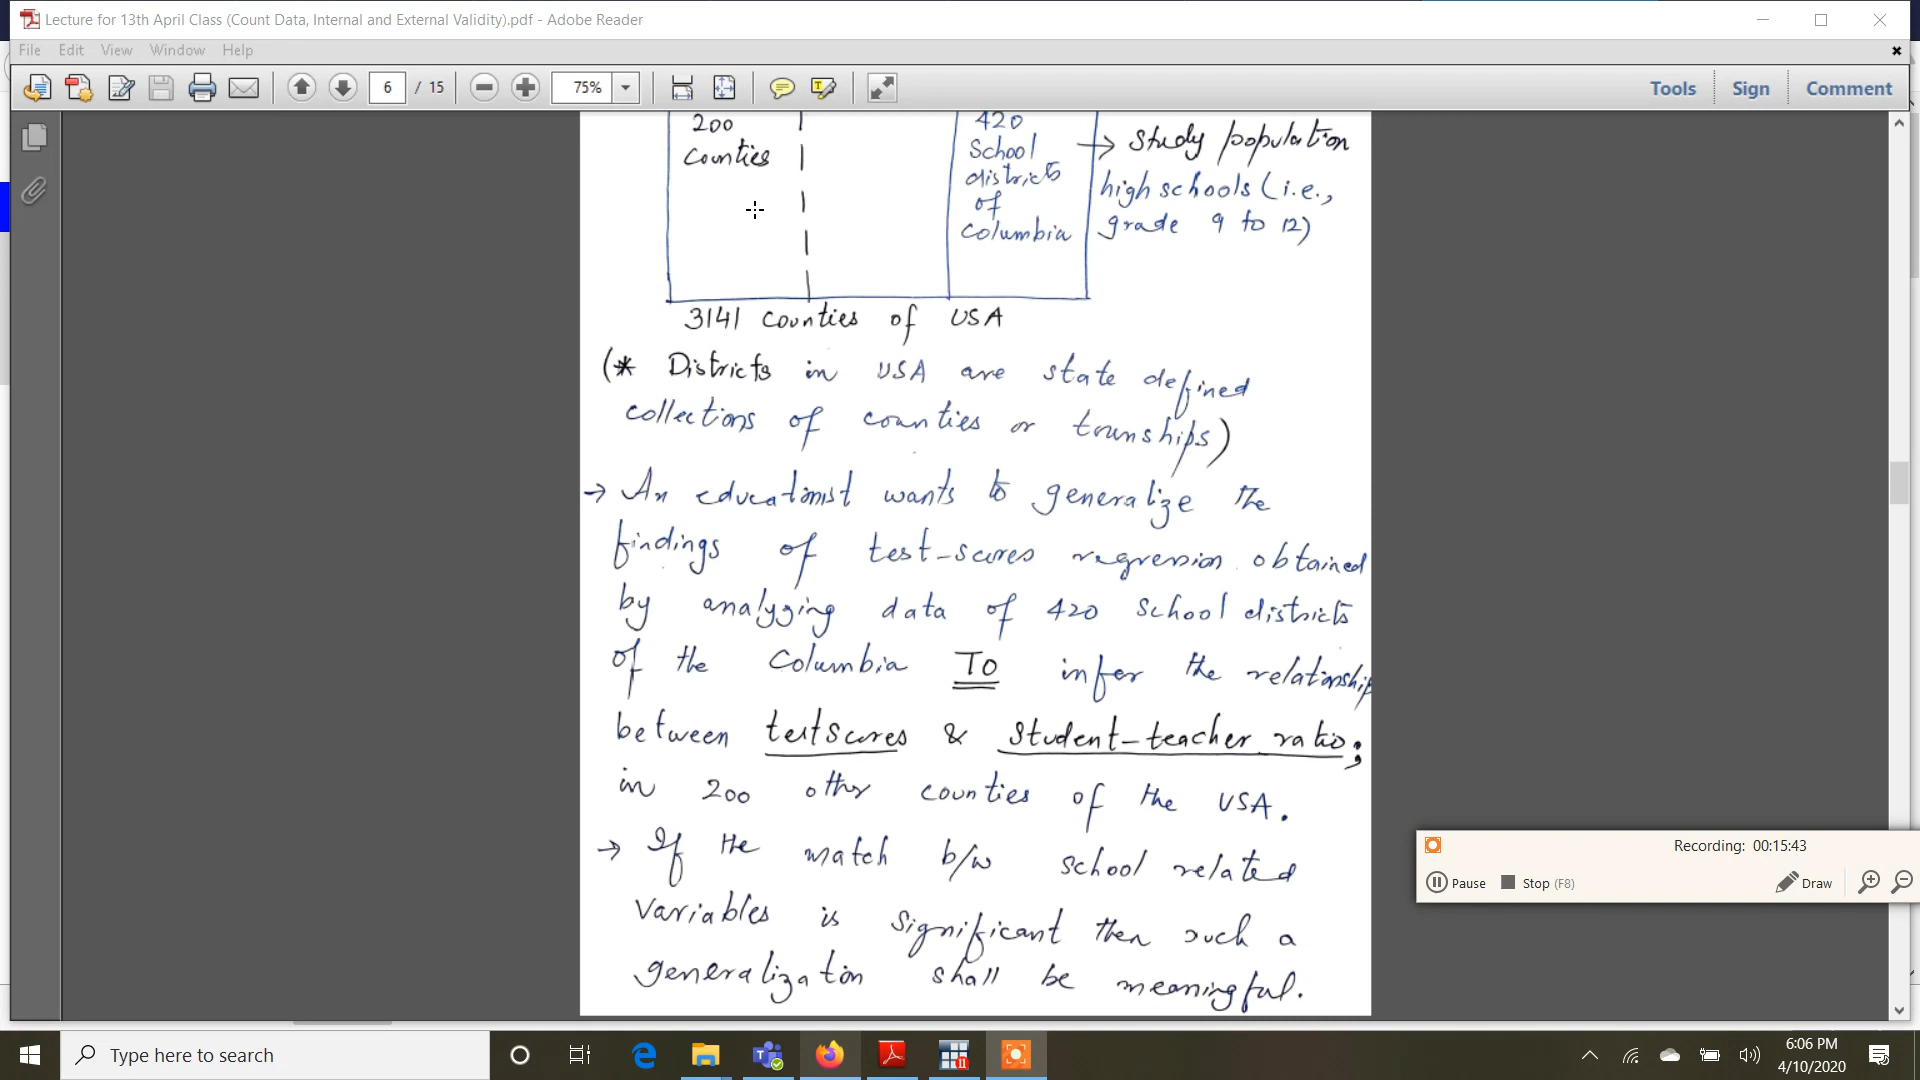 Lecture for 13th April Class (Count Data, Internal and External Validity).pdf - Adobe Reader
File Edit View Window Help
6 / 15 75% Tools Sign Comment
200
Counties
420
School
districts
of
Columbia
→ Study population
high schools (i.e.,
grade 9 to 12)
3141 Counties of USA
(* Districts in USA are state defined
collections of counties or townships)
→ An educationist wants to generalize the
findings of test-scores regression obtained
by analyzing data of 420 School districts
of the Columbia TO infer the relationship
between testscores & student-teacher ratio;
in 200 other counties of the USA.
→ If the match b/w school related
variables is significant then such a
generalization shall be meaningful.
Recording: 00:15:43
Pause Stop (F8) Draw
Type here to search
6:06 PM
4/10/2020